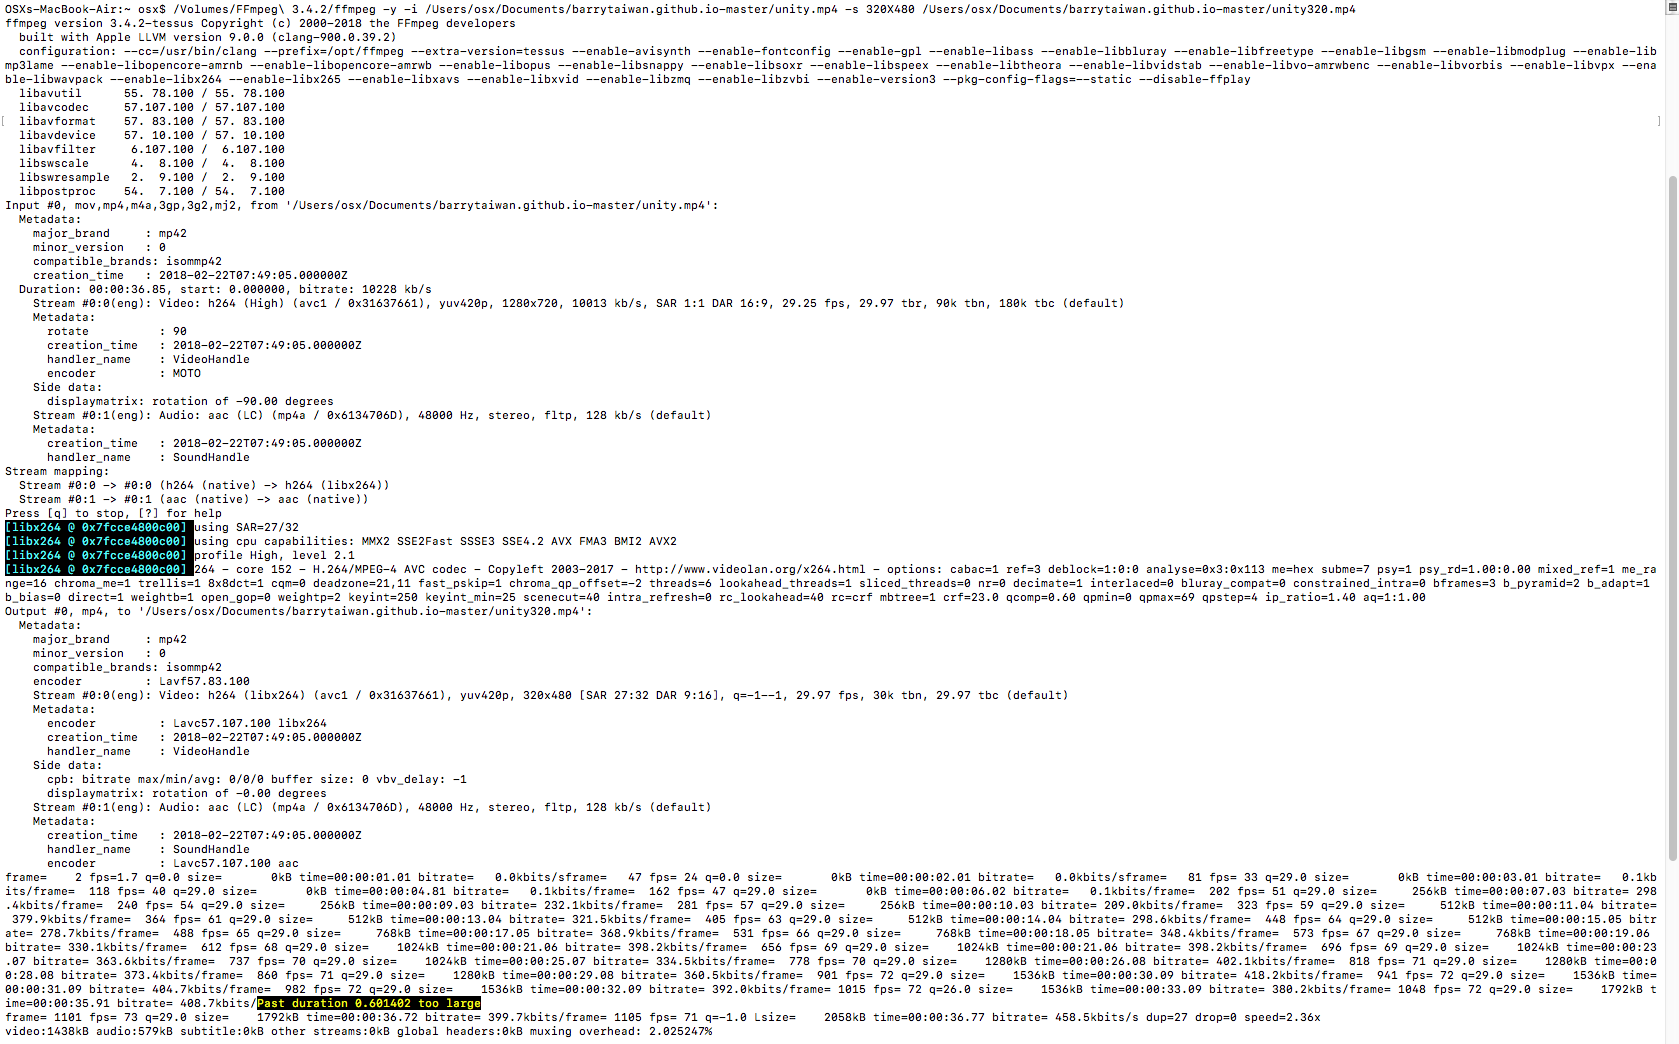 OSXs-MacBook-Air:~ osx$ /Volumes/FFmpeg\ 3.4.2/ffmpeg -y -i /Users/osx/Documents/barrytaiwan.github.io-master/unity.mp4 -s 320X480 /Users/osx/Documents/barrytaiwan.github.io-master/unity320.mp4
ffmpeg version 3.4.2-tessus Copyright (c) 2000-2018 the FFmpeg developers
  built with Apple LLVM version 9.0.0 (clang-900.0.39.2)
  configuration: --cc=/usr/bin/clang --prefix=/opt/ffmpeg --extra-version=tessus --enable-avisynth --enable-fontconfig --enable-gpl --enable-libass --enable-libbluray --enable-libfreetype --enable-libgsm --enable-libmodplug --enable-lib
mp3lame --enable-libopencore-amrnb --enable-libopencore-amrwb --enable-libopus --enable-libsnappy --enable-libsoxr --enable-libspeex --enable-libtheora --enable-libvidstab --enable-libvo-amrwbenc --enable-libvorbis --enable-libvpx --ena
ble-libwavpack --enable-libx264 --enable-libx265 --enable-libxavs --enable-libxvid --enable-libzmq --enable-libzvbi --enable-version3 --pkg-config-flags=--static --disable-ffplay
  libavutil      55. 78.100 / 55. 78.100
  libavcodec     57.107.100 / 57.107.100
[ libavformat    57. 83.100 / 57. 83.100 ]
  libavdevice    57. 10.100 / 57. 10.100
  libavfilter     6.107.100 /  6.107.100
  libswscale      4.  8.100 /  4.  8.100
  libswresample   2.  9.100 /  2.  9.100
  libpostproc    54.  7.100 / 54.  7.100
Input #0, mov,mp4,m4a,3gp,3g2,mj2, from '/Users/osx/Documents/barrytaiwan.github.io-master/unity.mp4':
  Metadata:
    major_brand     : mp42
    minor_version   : 0
    compatible_brands: isommp42
    creation_time   : 2018-02-22T07:49:05.000000Z
  Duration: 00:00:36.85, start: 0.000000, bitrate: 10228 kb/s
    Stream #0:0(eng): Video: h264 (High) (avc1 / 0x31637661), yuv420p, 1280x720, 10013 kb/s, SAR 1:1 DAR 16:9, 29.25 fps, 29.97 tbr, 90k tbn, 180k tbc (default)
    Metadata:
      rotate          : 90
      creation_time   : 2018-02-22T07:49:05.000000Z
      handler_name    : VideoHandle
      encoder         : MOTO
    Side data:
      displaymatrix: rotation of -90.00 degrees
    Stream #0:1(eng): Audio: aac (LC) (mp4a / 0x6134706D), 48000 Hz, stereo, fltp, 128 kb/s (default)
    Metadata:
      creation_time   : 2018-02-22T07:49:05.000000Z
      handler_name    : SoundHandle
Stream mapping:
  Stream #0:0 -> #0:0 (h264 (native) -> h264 (libx264))
  Stream #0:1 -> #0:1 (aac (native) -> aac (native))
Press [q] to stop, [?] for help
[libx264 @ 0x7fcce4800c00] using SAR=27/32
[libx264 @ 0x7fcce4800c00] using cpu capabilities: MMX2 SSE2Fast SSSE3 SSE4.2 AVX FMA3 BMI2 AVX2
[libx264 @ 0x7fcce4800c00] profile High, level 2.1
[libx264 @ 0x7fcce4800c00] 264 - core 152 - H.264/MPEG-4 AVC codec - Copyleft 2003-2017 - http://www.videolan.org/x264.html - options: cabac=1 ref=3 deblock=1:0:0 analyse=0x3:0x113 me=hex subme=7 psy=1 psy_rd=1.00:0.00 mixed_ref=1 me_ra
nge=16 chroma_me=1 trellis=1 8x8dct=1 cqm=0 deadzone=21,11 fast_pskip=1 chroma_qp_offset=-2 threads=6 lookahead_threads=1 sliced_threads=0 nr=0 decimate=1 interlaced=0 bluray_compat=0 constrained_intra=0 bframes=3 b_pyramid=2 b_adapt=1
b_bias=0 direct=1 weightb=1 open_gop=0 weightp=2 keyint=250 keyint_min=25 scenecut=40 intra_refresh=0 rc_lookahead=40 rc=crf mbtree=1 crf=23.0 qcomp=0.60 qpmin=0 qpmax=69 qpstep=4 ip_ratio=1.40 aq=1:1.00
Output #0, mp4, to '/Users/osx/Documents/barrytaiwan.github.io-master/unity320.mp4':
  Metadata:
    major_brand     : mp42
    minor_version   : 0
    compatible_brands: isommp42
    encoder         : Lavf57.83.100
    Stream #0:0(eng): Video: h264 (libx264) (avc1 / 0x31637661), yuv420p, 320x480 [SAR 27:32 DAR 9:16], q=-1--1, 29.97 fps, 30k tbn, 29.97 tbc (default)
    Metadata:
      encoder         : Lavc57.107.100 libx264
      creation_time   : 2018-02-22T07:49:05.000000Z
      handler_name    : VideoHandle
    Side data:
      cpb: bitrate max/min/avg: 0/0/0 buffer size: 0 vbv_delay: -1
      displaymatrix: rotation of -0.00 degrees
    Stream #0:1(eng): Audio: aac (LC) (mp4a / 0x6134706D), 48000 Hz, stereo, fltp, 128 kb/s (default)
    Metadata:
      creation_time   : 2018-02-22T07:49:05.000000Z
      handler_name    : SoundHandle
      encoder         : Lavc57.107.100 aac
frame=    2 fps=1.7 q=0.0 size=       0kB time=00:00:01.01 bitrate=   0.0kbits/sframe=   47 fps= 24 q=0.0 size=       0kB time=00:00:02.01 bitrate=   0.0kbits/sframe=   81 fps= 33 q=29.0 size=       0kB time=00:00:03.01 bitrate=   0.1kb
its/frame=  118 fps= 40 q=29.0 size=       0kB time=00:00:04.81 bitrate=   0.1kbits/frame=  162 fps= 47 q=29.0 size=       0kB time=00:00:06.02 bitrate=   0.1kbits/frame=  202 fps= 51 q=29.0 size=     256kB time=00:00:07.03 bitrate= 298
.4kbits/frame=  240 fps= 54 q=29.0 size=     256kB time=00:00:09.03 bitrate= 232.1kbits/frame=  281 fps= 57 q=29.0 size=     256kB time=00:00:10.03 bitrate= 209.0kbits/frame=  323 fps= 59 q=29.0 size=     512kB time=00:00:11.04 bitrate=
 379.9kbits/frame=  364 fps= 61 q=29.0 size=     512kB time=00:00:13.04 bitrate= 321.5kbits/frame=  405 fps= 63 q=29.0 size=     512kB time=00:00:14.04 bitrate= 298.6kbits/frame=  448 fps= 64 q=29.0 size=     512kB time=00:00:15.05 bitr
ate= 278.7kbits/frame=  488 fps= 65 q=29.0 size=     768kB time=00:00:17.05 bitrate= 368.9kbits/frame=  531 fps= 66 q=29.0 size=     768kB time=00:00:18.05 bitrate= 348.4kbits/frame=  573 fps= 67 q=29.0 size=     768kB time=00:00:19.06
bitrate= 330.1kbits/frame=  612 fps= 68 q=29.0 size=    1024kB time=00:00:21.06 bitrate= 398.2kbits/frame=  656 fps= 69 q=29.0 size=    1024kB time=00:00:21.06 bitrate= 398.2kbits/frame=  696 fps= 69 q=29.0 size=    1024kB time=00:00:23
.07 bitrate= 363.6kbits/frame=  737 fps= 70 q=29.0 size=    1024kB time=00:00:25.07 bitrate= 334.5kbits/frame=  778 fps= 70 q=29.0 size=    1280kB time=00:00:26.08 bitrate= 402.1kbits/frame=  818 fps= 71 q=29.0 size=    1280kB time=00:0
0:28.08 bitrate= 373.4kbits/frame=  860 fps= 71 q=29.0 size=    1280kB time=00:00:29.08 bitrate= 360.5kbits/frame=  901 fps= 72 q=29.0 size=    1536kB time=00:00:30.09 bitrate= 418.2kbits/frame=  941 fps= 72 q=29.0 size=    1536kB time=
00:00:31.09 bitrate= 404.7kbits/frame=  982 fps= 72 q=29.0 size=    1536kB time=00:00:32.09 bitrate= 392.0kbits/frame= 1015 fps= 72 q=26.0 size=    1536kB time=00:00:33.09 bitrate= 380.2kbits/frame= 1048 fps= 72 q=29.0 size=    1792kB t
ime=00:00:35.91 bitrate= 408.7kbits/Past duration 0.601402 too large
frame= 1101 fps= 73 q=29.0 size=    1792kB time=00:00:36.72 bitrate= 399.7kbits/frame= 1105 fps= 71 q=-1.0 Lsize=    2058kB time=00:00:36.77 bitrate= 458.5kbits/s dup=27 drop=0 speed=2.36x
video:1438kB audio:579kB subtitle:0kB other streams:0kB global headers:0kB muxing overhead: 2.025247%